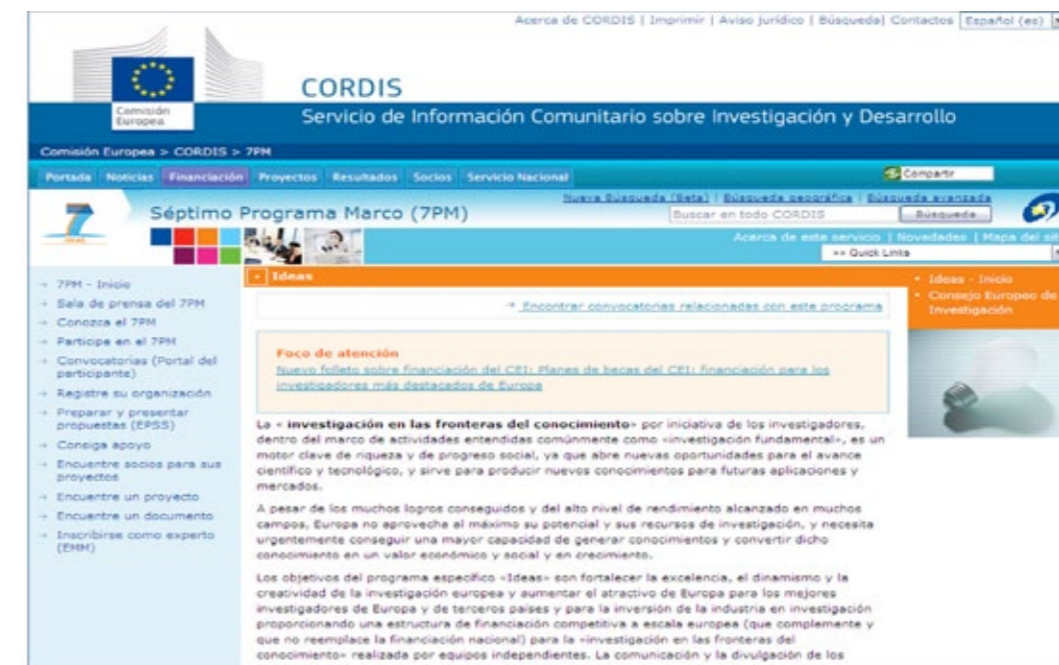 Acerca de CORDIS | Imprimir | Aviso jurídico | Búsqueda| Contactos Español (es)
Comisión
Europea
CORDIS
Servicio de Información Comunitario sobre Investigación y Desarrollo
Comisión Europea > CORDIS > 7PM
Portada Noticias Financiación Proyectos Resultados Socios Servicio Nacional Compartir
Nueva Búsqueda (Beta) | Búsqueda geográfica | Búsqueda avanzada
Séptimo Programa Marco (7PM)
Buscar en todo CORDIS Búsqueda
Acerca de este servicio | Novedades | Mapa del
>> Quick Links
→ 7PM - Inicio
→ Sala de prensa del 7PM
→ Conozca el 7PM
→ Participe en el 7PM
→ Convocatorias (Portal del
participante)
→ Registre su organización
→ Preparar y presentar
propuestas (EPSS)
→ Consiga apoyo
→ Encuentre socios para sus
proyectos
→ Encuentre un proyecto
→ Encuentre un documento
→ Inscribirse como experto
(EMM)
Ideas
→ Encontrar convocatorias relacionadas con este programa
Foco de atención
Nuevo folleto sobre financiación del CEI: Planes de becas del CEI: financiación para los
investigadores más destacados de Europa
La « investigación en las fronteras del conocimiento» por iniciativa de los investigadores,
dentro del marco de actividades entendidas comúnmente como «investigación fundamental», es un
motor clave de riqueza y de progreso social, ya que abre nuevas oportunidades para el avance
científico y tecnológico, y sirve para producir nuevos conocimientos para futuras aplicaciones y
mercados.
A pesar de los muchos logros conseguidos y del alto nivel de rendimiento alcanzado en muchos
campos, Europa no aprovecha al máximo su potencial y sus recursos de investigación, y necesita
urgentemente conseguir una mayor capacidad de generar conocimientos y convertir dicho
conocimiento en un valor económico y social y en crecimiento.
Los objetivos del programa específico «Ideas» son fortalecer la excelencia, el dinamismo y la
creatividad de la investigación europea y aumentar el atractivo de Europa para los mejores
investigadores de Europa y de terceros países y para la inversión de la industria en investigación
proporcionando una estructura de financiación competitiva a escala europea (que complemente y
que no reemplace la financiación nacional) para la «investigación en las fronteras del
conocimiento» realizada por equipos independientes. La comunicación y la divulgación de los
• Ideas - Inicio
• Consejo Europeo de
Investigación